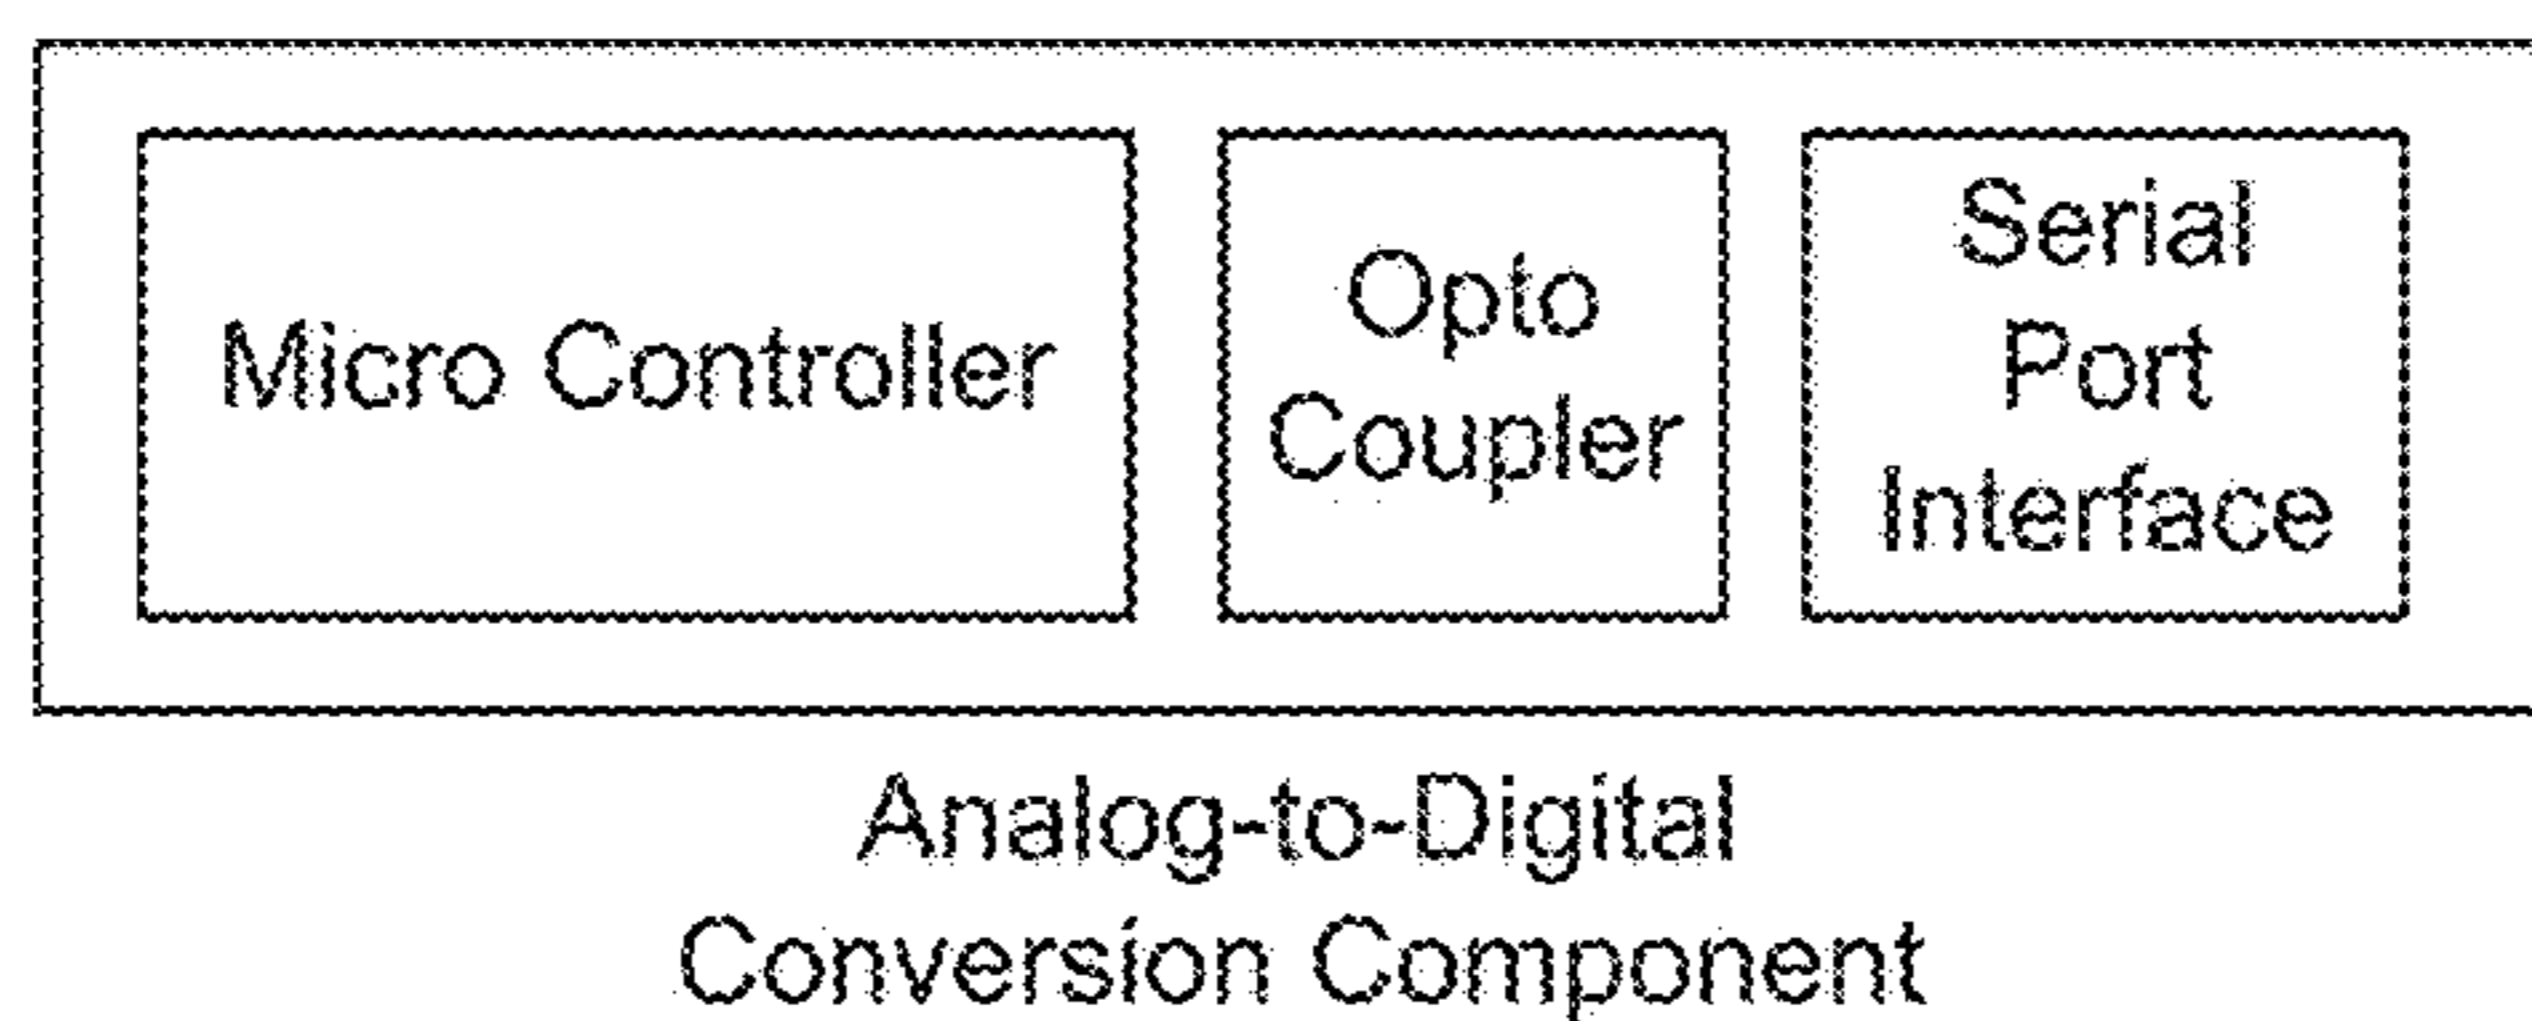 Micro Controller
Opto
Coupler
Serial
Port
Interface
Analog-to-Digital
Conversion Component